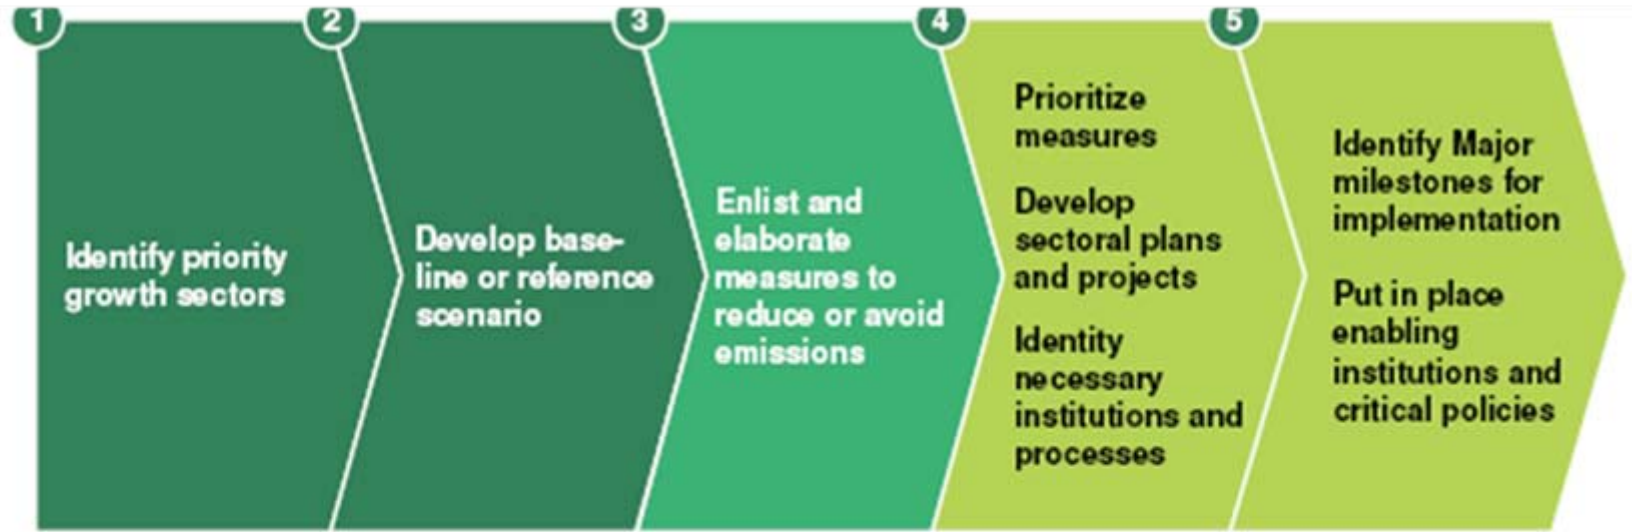 1
Identify priority
growth sectors
2
Develop base-
line or reference
scenario
3
Enlist and
elaborate
measures to
reduce or avoid
emissions
4
Prioritize
measures
Develop
sectoral plans
and projects
Identity
necessary
institutions and
processes
5
Identify Major
milestones for
implementation
Put in place
enabling
institutions and
critical policies